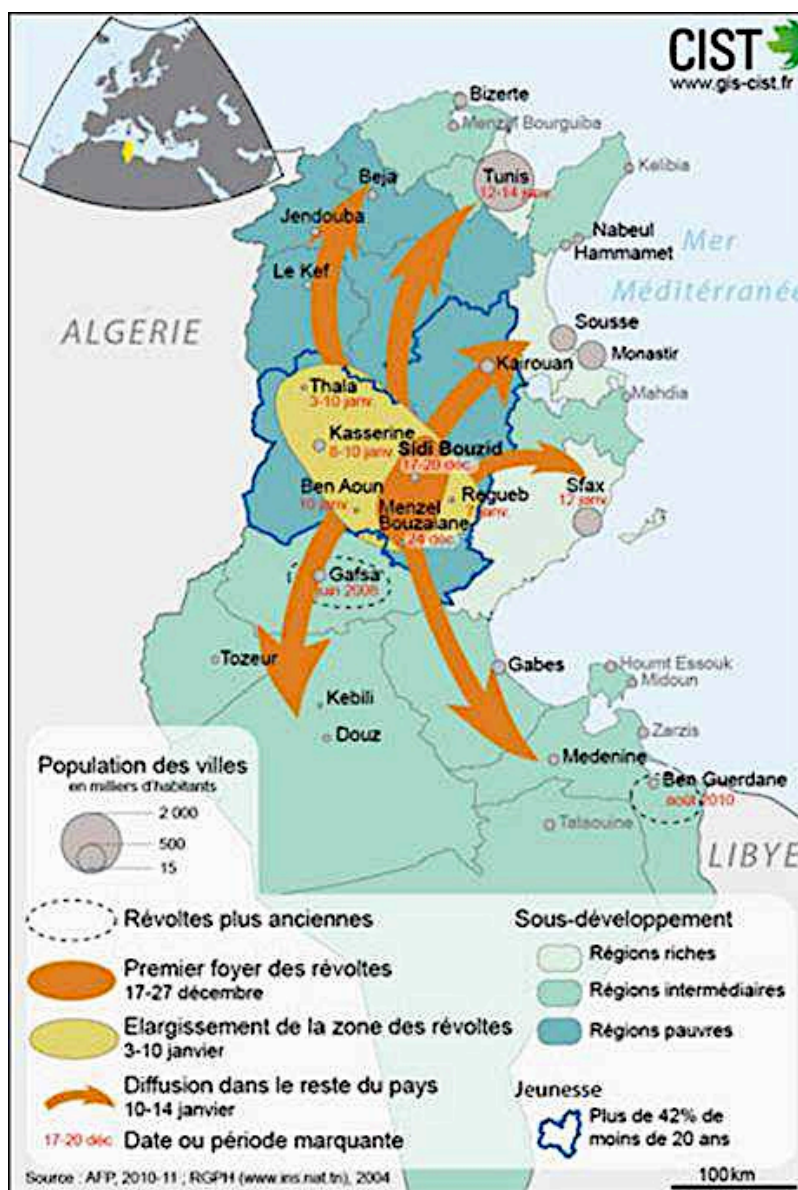 CIST
www.gis-cist.fr
Bizerte
Menzel Bourguiba
Tunis
12-14 janv.
Kelibia
Beja
Jendouba
Nabeul
Hammamet
Mer
Méditerranée
Le Kef
ALGÉRIE
Sousse
Monastir
Kairouan
Mahdia
Thala
3-10 janv.
Kasserine
8-10 janv.
Sidi Bouzid
17-20 déc.
Ben Aoun
10 janv.
Menzel
Bouzaiane
24 déc.
Regueb
7 janv.
Sfax
12 janv.
Gafsa
juin 2008
Tozeur
Gabes
Houmt Essouk
Midoun
Kebili
Douz
Zarzis
Medenine
Ben Guerdane
août 2010
Tataouine
LIBYE
Population des villes
en milliers d'habitants
2 000
500
15
Révoltes plus anciennes
Premier foyer des révoltes
17-27 décembre
Elargissement de la zone des révoltes
3-10 janvier
Diffusion dans le reste du pays
10-14 janvier
17-20 déc. Date ou période marquante
Sous-développement
Régions riches
Régions intermédiaires
Régions pauvres
Jeunesse
Plus de 42% de
moins de 20 ans
Source : AFP, 2010-11 ; RGPH (www.ins.nat.tn), 2004
100km